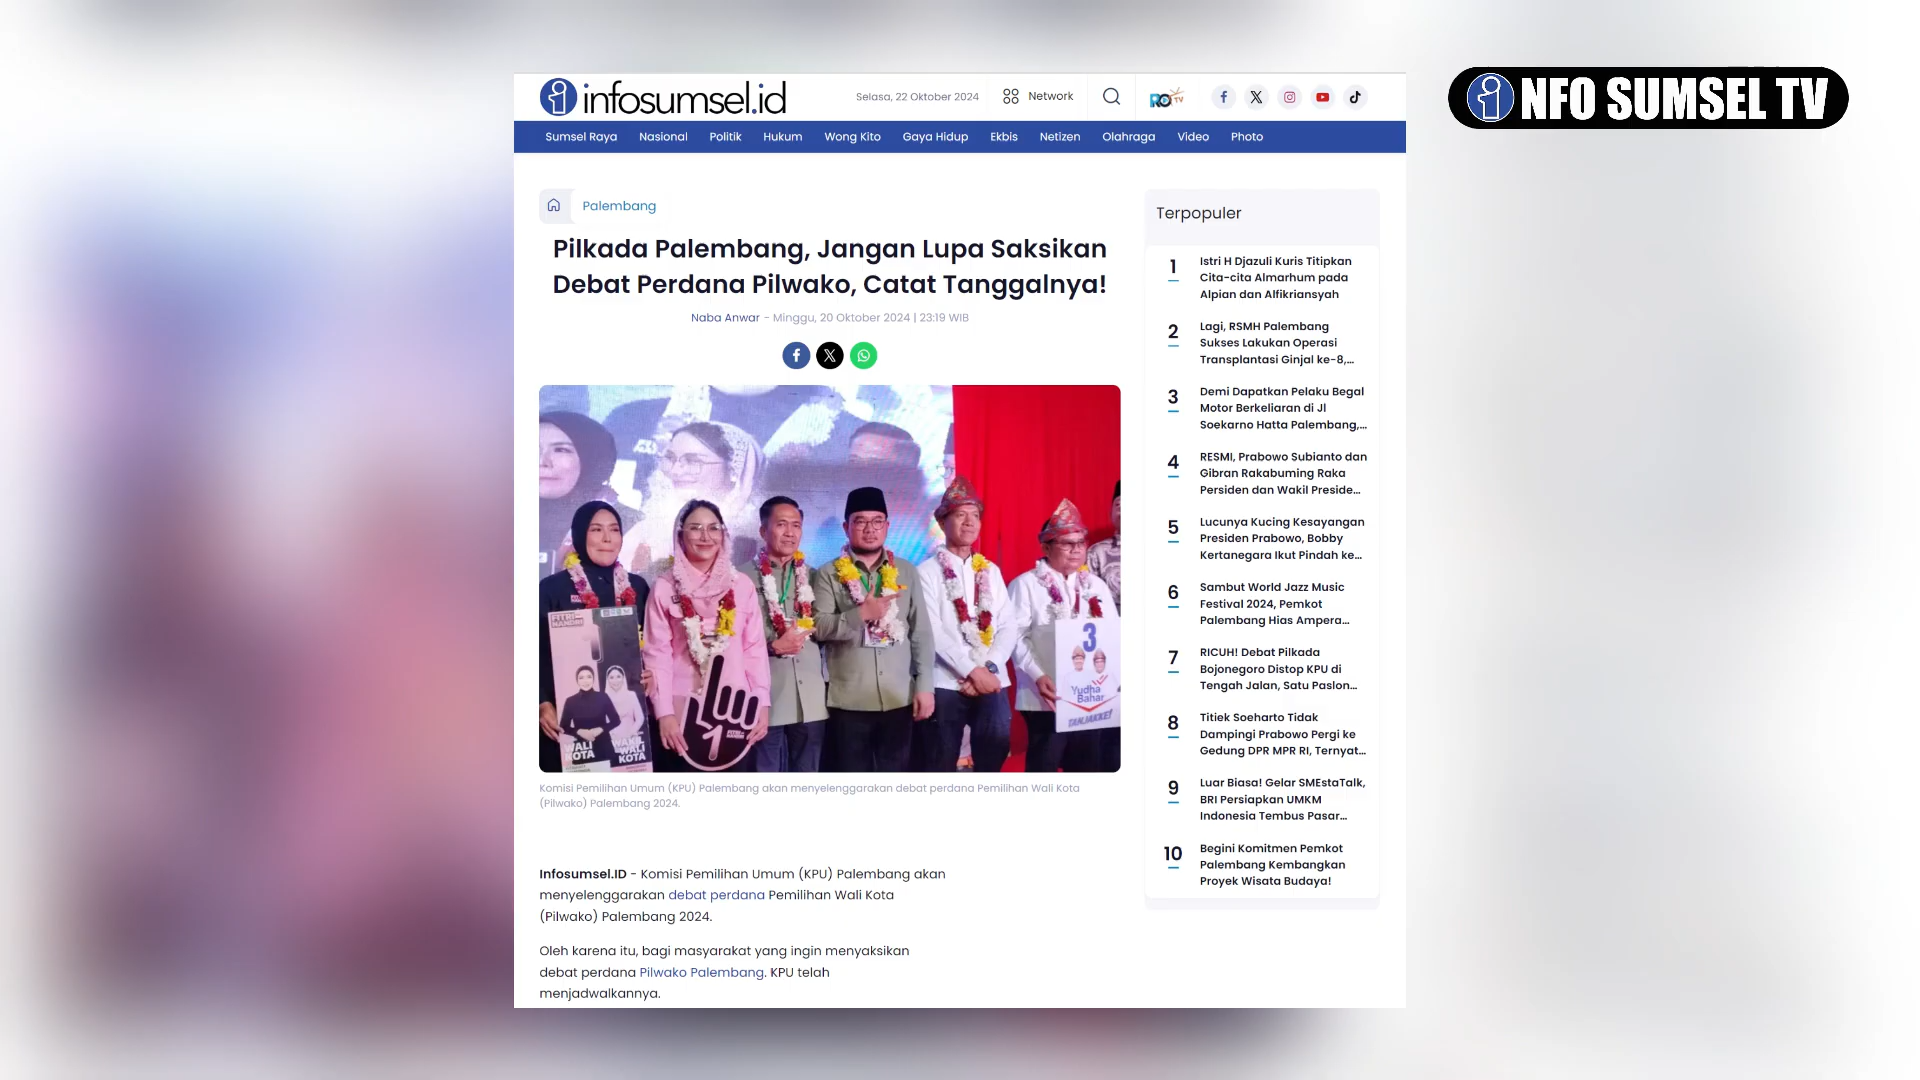 infosumsel.id
Selasa, 22 Oktober 2024
Network
RO TV
NFO SUMSEL TV
Sumsel Raya Nasional Politik Hukum Wong Kito Gaya Hidup Ekbis Netizen Olahraga Video Photo
Palembang
Pilkada Palembang, Jangan Lupa Saksikan
Debat Perdana Pilwako, Catat Tanggalnya!
Naba Anwar - Minggu, 20 Oktober 2024 | 23:19 WIB
FITRI
NANDRI
WALI
KOTA
WAKIL
WALI
KOTA
1
3
Yudha
Bahar
Komisi Pemilihan Umum (KPU) Palembang akan menyelenggarakan debat perdana Pemilihan Wali Kota
(Pilwako) Palembang 2024.
Infosumsel.ID - Komisi Pemilihan Umum (KPU) Palembang akan
menyelenggarakan debat perdana Pemilihan Wali Kota
(Pilwako) Palembang 2024.
Oleh karena itu, bagi masyarakat yang ingin menyaksikan
debat perdana Pilwako Palembang. KPU telah
menjadwalkannya.
Terpopuler
1
Istri H Djazuli Kuris Titipkan
Cita-cita Almarhum pada
Alpian dan Alfikriansyah
2
Lagi, RSMH Palembang
Sukses Lakukan Operasi
Transplantasi Ginjal ke-8,...
3
Demi Dapatkan Pelaku Begal
Motor Berkeliaran di Jl
Soekarno Hatta Palembang,...
4
RESMI, Prabowo Subianto dan
Gibran Rakabuming Raka
Persiden dan Wakil Preside...
5
Lucunya Kucing Kesayangan
Presiden Prabowo, Bobby
Kertanegara Ikut Pindah ke...
6
Sambut World Jazz Music
Festival 2024, Pemkot
Palembang Hias Ampera...
7
RICUH! Debat Pilkada
Bojonegoro Distop KPU di
Tengah Jalan, Satu Paslon...
8
Titiek Soeharto Tidak
Dampingi Prabowo Pergi ke
Gedung DPR MPR RI, Ternyat...
9
Luar Biasa! Gelar SMEstaTalk,
BRI Persiapkan UMKM
Indonesia Tembus Pasar...
10
Begini Komitmen Pemkot
Palembang Kembangkan
Proyek Wisata Budaya!